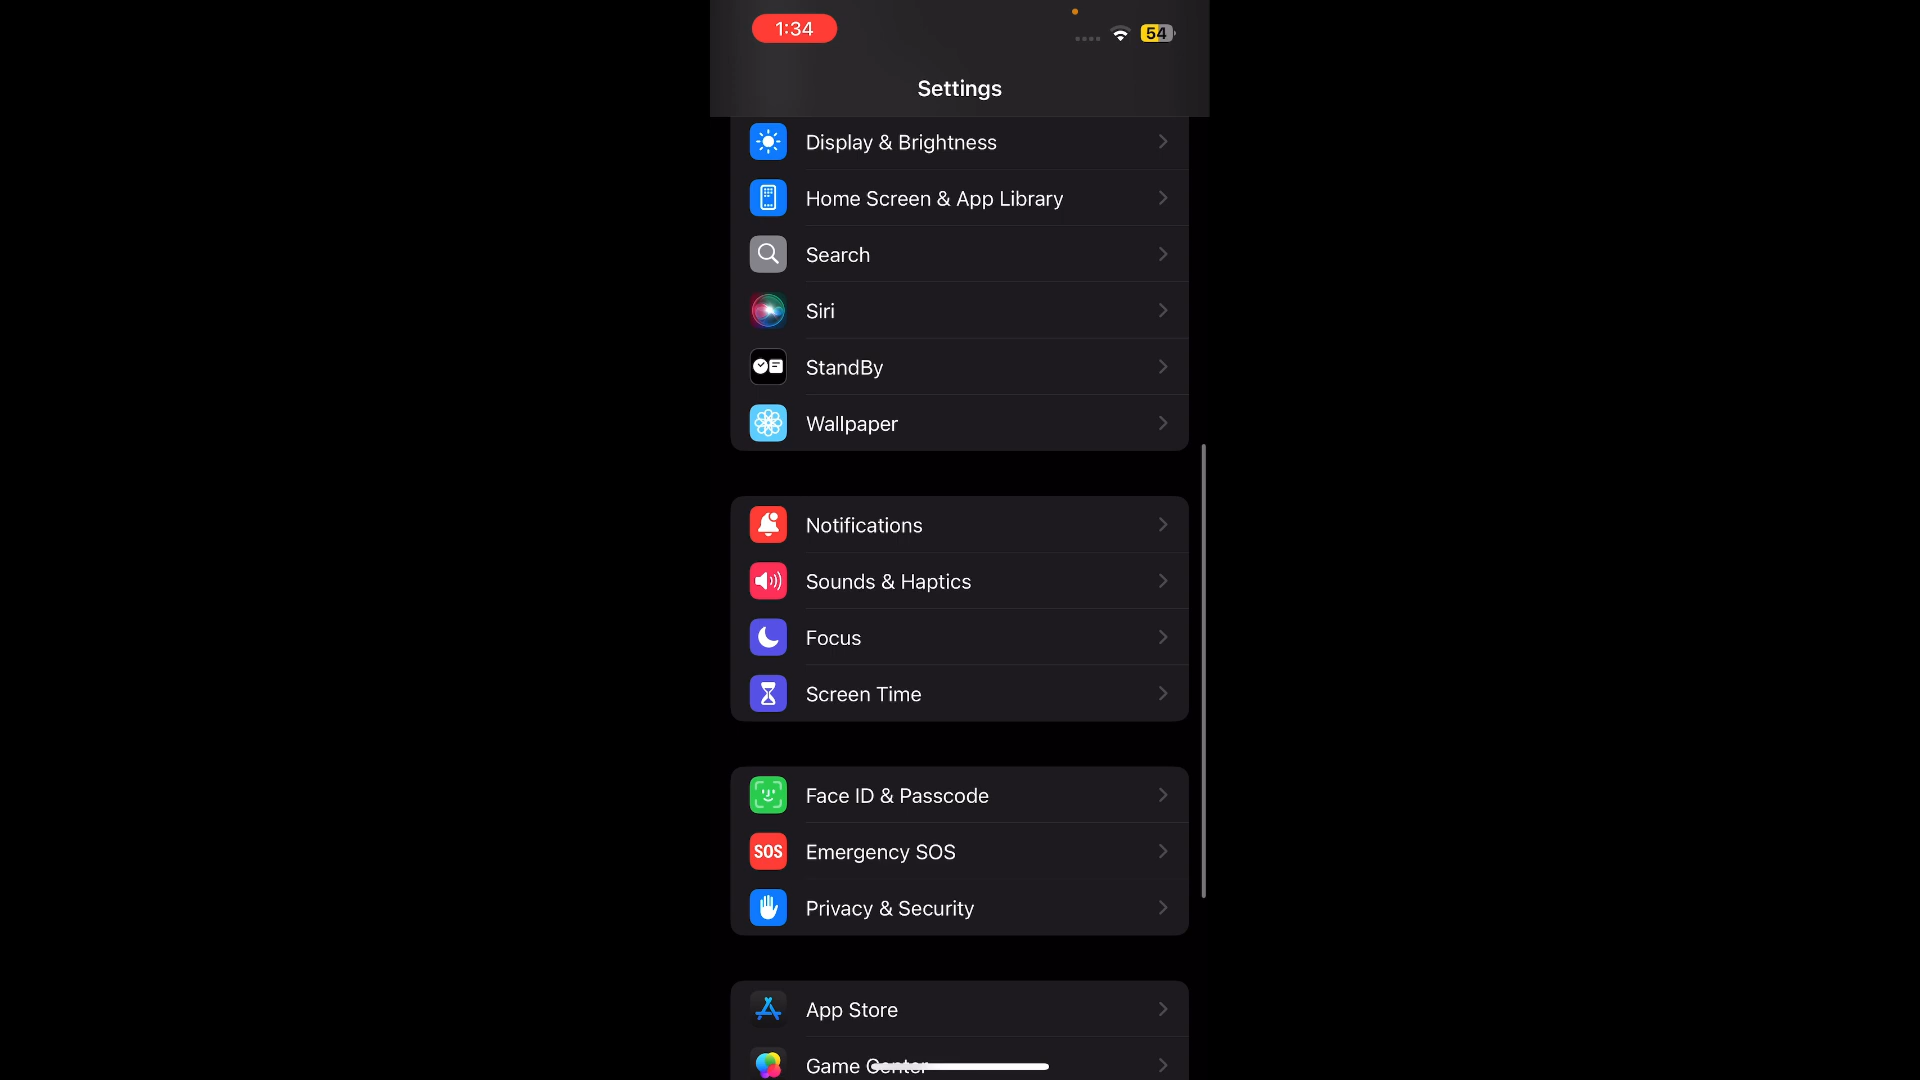 1:34
54
Settings
Display & Brightness
Home Screen & App Library
Search
Siri
StandBy
Wallpaper
Notifications
Sounds & Haptics
Focus
Screen Time
Face ID & Passcode
SOS
Emergency SOS
Privacy & Security
App Store
Game Center